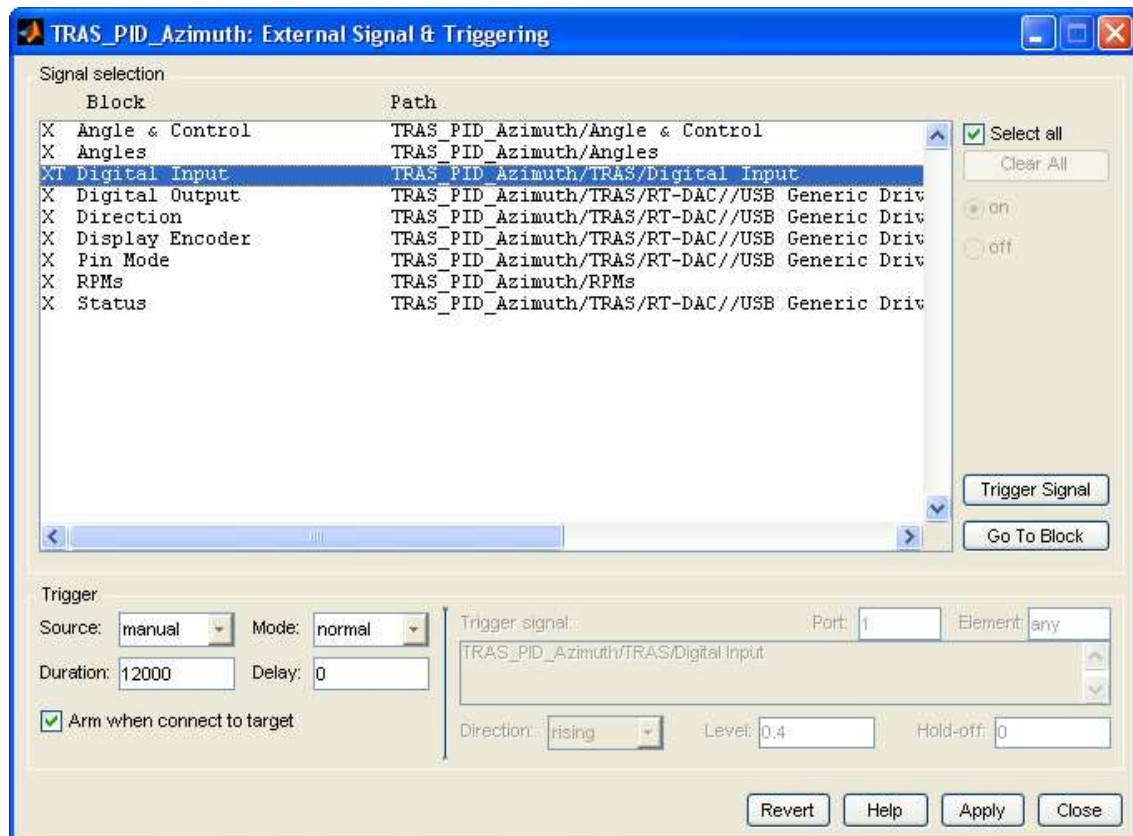 TRAS_PID_Azimuth: External Signal & Triggering
Signal selection
Block Path
X Angle & Control TRAS_PID_Azimuth/Angle & Control
X Angles TRAS_PID_Azimuth/Angles
XT Digital Input TRAS_PID_Azimuth/TRAS/Digital Input
X Digital Output TRAS_PID_Azimuth/TRAS/RT-DAC//USB Generic Driv
X Direction TRAS_PID_Azimuth/TRAS/RT-DAC//USB Generic Driv
X Display Encoder TRAS_PID_Azimuth/TRAS/RT-DAC//USB Generic Driv
X Pin Mode TRAS_PID_Azimuth/TRAS/RT-DAC//USB Generic Driv
X RPMs TRAS_PID_Azimuth/RPMs
X Status TRAS_PID_Azimuth/TRAS/RT-DAC//USB Generic Driv
Select all
Clear All
on
off
Trigger Signal
Go To Block
Trigger
Source: manual Mode: normal
Duration: 12000 Delay: 0
Arm when connect to target
Trigger signal: Port: 1 Element: any
TRAS_PID_Azimuth/TRAS/Digital Input
Direction: rising Level: 0.4 Hold-off: 0
Revert Help Apply Close